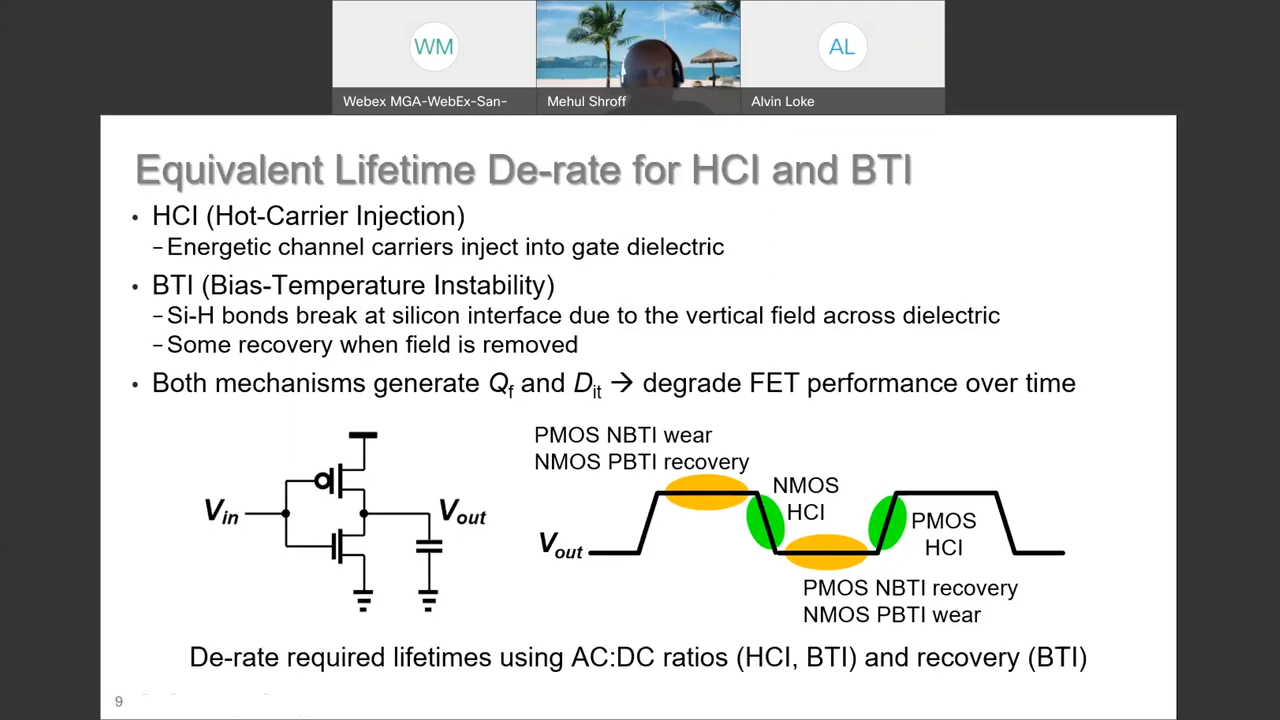 WM
AL
Webex MGA-WebEx-San-
Mehul Shroff
Alvin Loke
Equivalent Lifetime De-rate for HCI and BTI
• HCI (Hot-Carrier Injection)
– Energetic channel carriers inject into gate dielectric
• BTI (Bias-Temperature Instability)
– Si-H bonds break at silicon interface due to the vertical field across dielectric
– Some recovery when field is removed
• Both mechanisms generate Qf and Dit → degrade FET performance over time
PMOS NBTI wear
NMOS PBTI recovery
Vin
Vout
NMOS
HCI
PMOS
HCI
Vout
PMOS NBTI recovery
NMOS PBTI wear
De-rate required lifetimes using AC:DC ratios (HCI, BTI) and recovery (BTI)
9